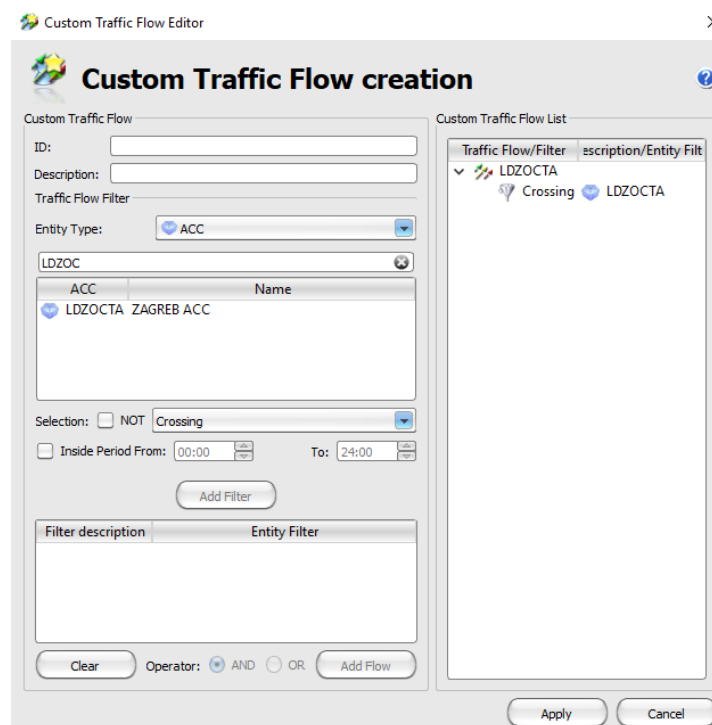 Custom Traffic Flow Editor
Custom Traffic Flow creation
Custom Traffic Flow
ID:
Description:
Traffic Flow Filter
Entity Type: ACC
LDZOC
ACC Name
LDZOCTA ZAGREB ACC
Selection: NOT Crossing
Inside Period From: 00:00 To: 24:00
Add Filter
Filter description Entity Filter
Clear Operator: AND OR Add Flow
Custom Traffic Flow List
Traffic Flow/Filter escription/Entity Filt
LDZOCTA
Crossing LDZOCTA
Apply Cancel